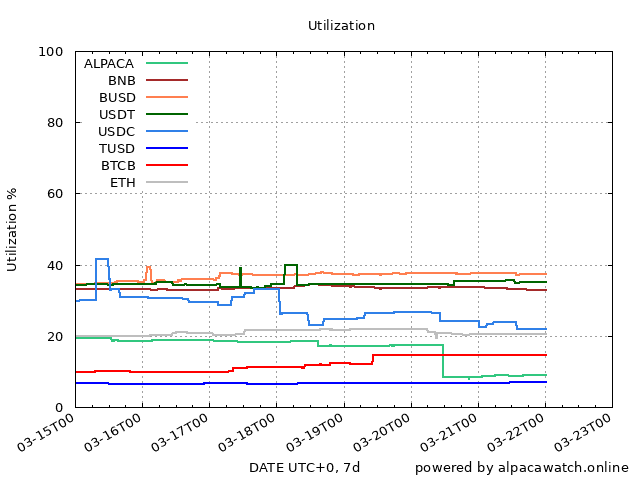 Utilization
100
80
60
40
20
0
Utilization %
ALPACA
BNB
BUSD
USDT
USDC
TUSD
BTCB
ETH
03-15T00
03-16T00
03-17T00
03-18T00
03-19T00
03-20T00
03-21T00
03-22T00
03-23T00
DATE UTC+0, 7d
powered by alpacawatch.online